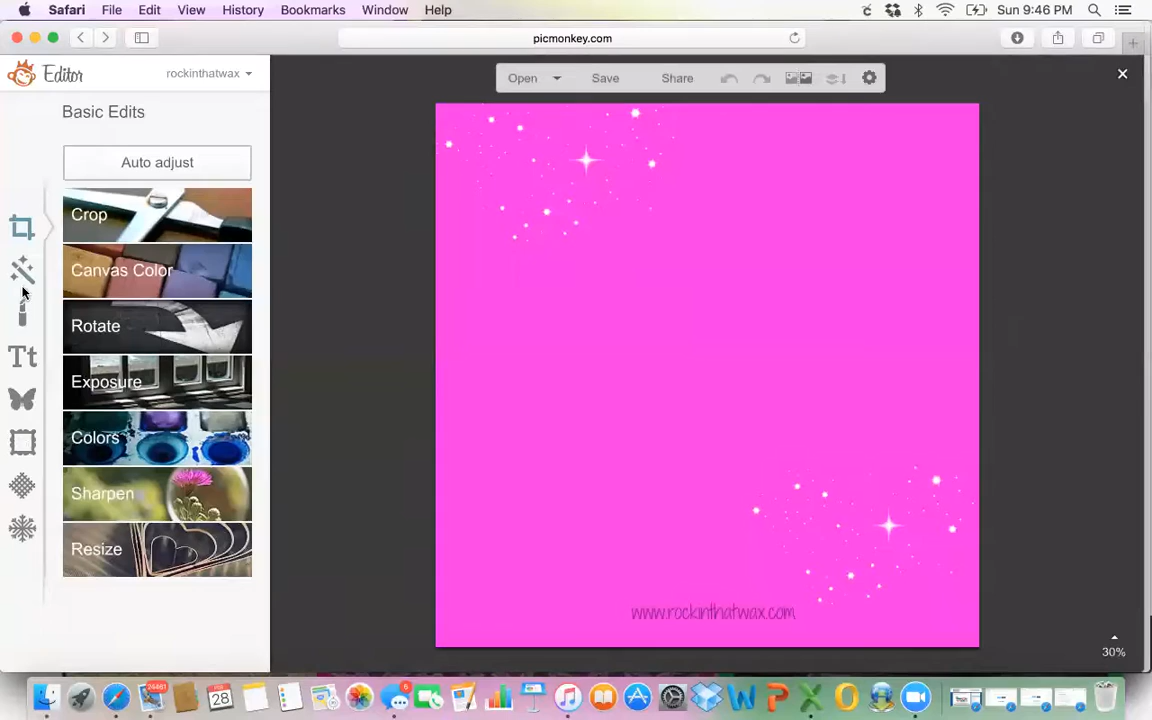 Safari File Edit View History Bookmarks Window Help Sun 9:46 PM
picmonkey.com
Editor rockinthatwax
Open Save Share
Basic Edits
Auto adjust
Crop
Canvas Color
Rotate
Exposure
Colors
Sharpen
Resize
Tt
www.rockinthatwax.com
30%